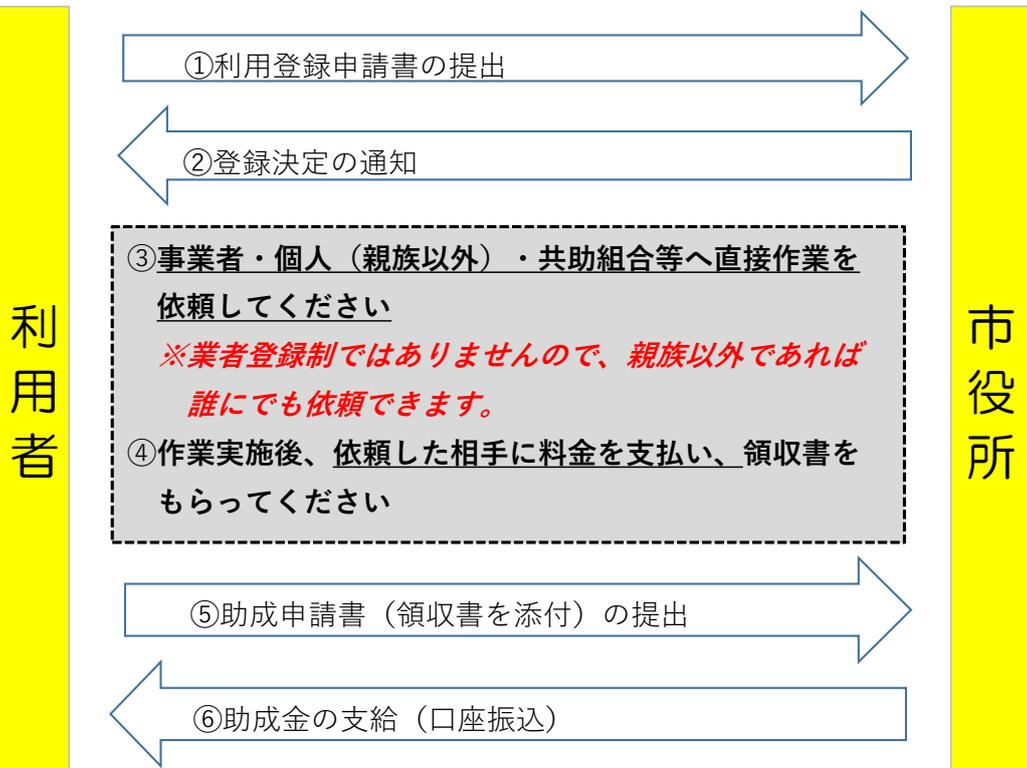 ①利用登録申請書の提出
②登録決定の通知
③事業者・個人（親族以外）・共助組合等へ直接作業を
依頼してください
※業者登録制ではありませんので、親族以外であれば
誰にでも依頼できます。
④作業実施後、依頼した相手に料金を支払い、領収書を
もらってください
⑤助成申請書（領収書を添付）の提出
⑥助成金の支給（口座振込）
利用者
市役所